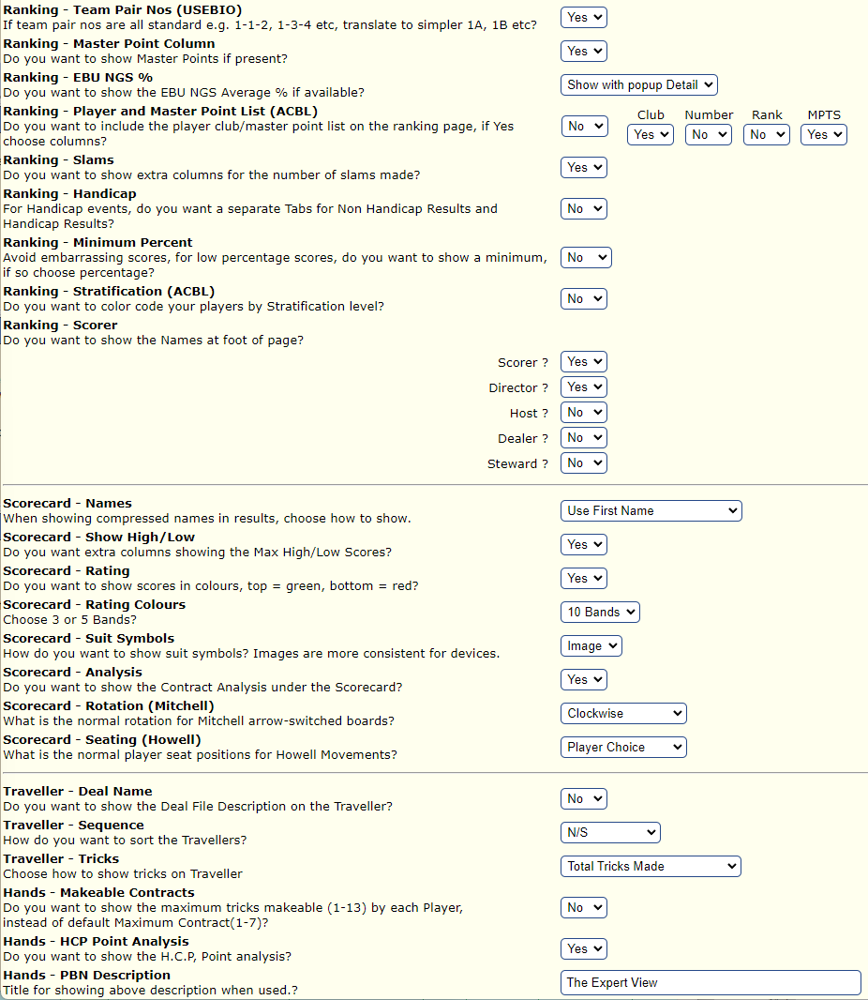 Ranking - Team Pair Nos (USEBIO)
If team pair nos are all standard e.g. 1-1-2, 1-3-4 etc, translate to simpler 1A, 1B etc?
Yes
Ranking - Master Point Column
Do you want to show Master Points if present?
Yes
Ranking - EBU NGS %
Do you want to show the EBU NGS Average % if available?
Show with popup Detail
Ranking - Player and Master Point List (ACBL)
Do you want to include the player club/master point list on the ranking page, if Yes
choose columns?
No
Club Number Rank MPTS
Yes No No Yes
Ranking - Slams
Do you want to show extra columns for the number of slams made?
Yes
Ranking - Handicap
For Handicap events, do you want a separate Tabs for Non Handicap Results and
Handicap Results?
No
Ranking - Minimum Percent
Avoid embarrassing scores, for low percentage scores, do you want to show a minimum,
if so choose percentage?
No
Ranking - Stratification (ACBL)
Do you want to color code your players by Stratification level?
No
Ranking - Scorer
Do you want to show the Names at foot of page?
Scorer ? Yes
Director ? Yes
Host ? No
Dealer ? No
Steward ? No
Scorecard - Names
When showing compressed names in results, choose how to show.
Use First Name
Scorecard - Show High/Low
Do you want extra columns showing the Max High/Low Scores?
Yes
Scorecard - Rating
Do you want to show scores in colours, top = green, bottom = red?
Yes
Scorecard - Rating Colours
Choose 3 or 5 Bands?
10 Bands
Scorecard - Suit Symbols
How do you want to show suit symbols? Images are more consistent for devices.
Image
Scorecard - Analysis
Do you want to show the Contract Analysis under the Scorecard?
Yes
Scorecard - Rotation (Mitchell)
What is the normal rotation for Mitchell arrow-switched boards?
Clockwise
Scorecard - Seating (Howell)
What is the normal player seat positions for Howell Movements?
Player Choice
Traveller - Deal Name
Do you want to show the Deal File Description on the Traveller?
No
Traveller - Sequence
How do you want to sort the Travellers?
N/S
Traveller - Tricks
Choose how to show tricks on Traveller
Total Tricks Made
Hands - Makeable Contracts
Do you want to show the maximum tricks makeable (1-13) by each Player,
instead of default Maximum Contract(1-7)?
No
Hands - HCP Point Analysis
Do you want to show the H.C.P, Point analysis?
Yes
Hands - PBN Description
Title for showing above description when used.?
The Expert View